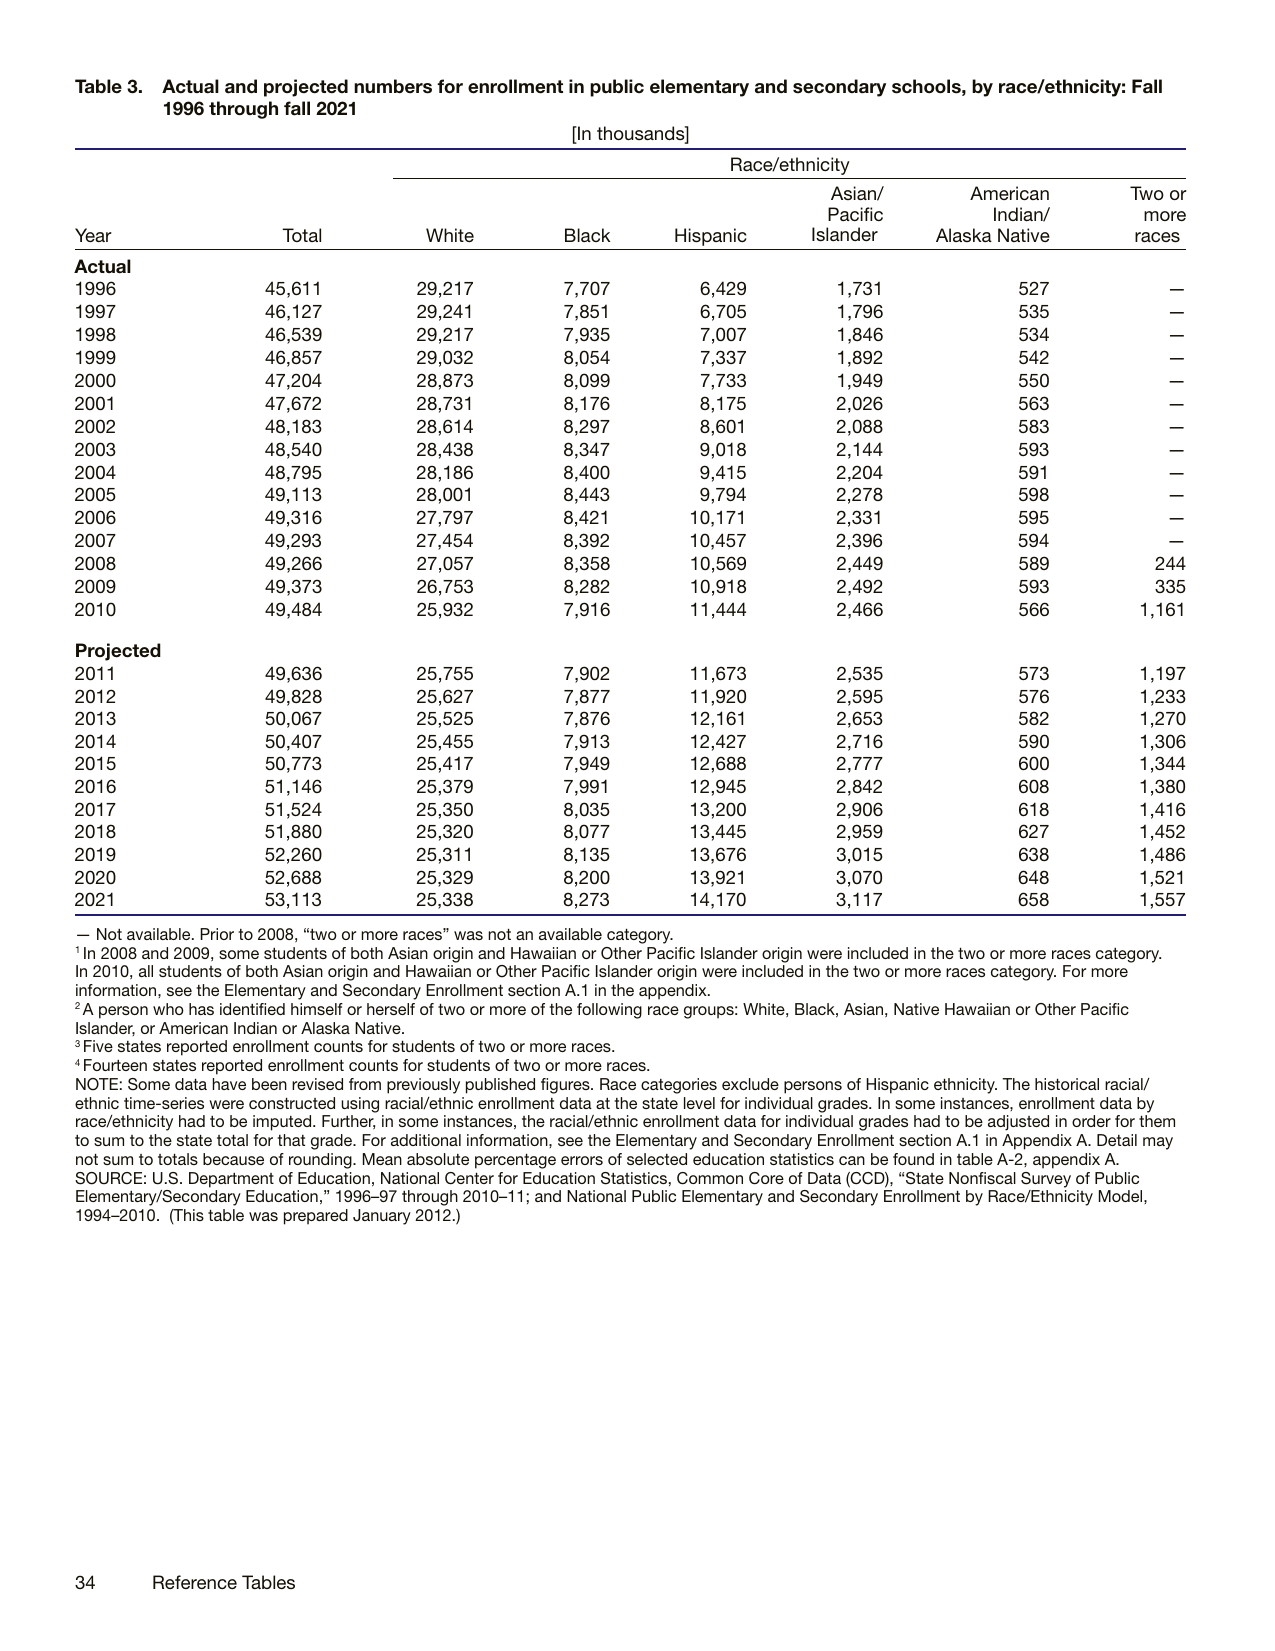 Table 3. Actual and projected numbers for enrollment in public elementary and secondary schools, by race/ethnicity: Fall
1996 through fall 2021
[In thousands]
Race/ethnicity
Year Total White Black Hispanic Asian/ Pacific Islander American Indian/ Alaska Native Two or more races
Actual
1996 45,611 29,217 7,707 6,429 1,731 527 —
1997 46,127 29,241 7,851 6,705 1,796 535 —
1998 46,539 29,217 7,935 7,007 1,846 534 —
1999 46,857 29,032 8,054 7,337 1,892 542 —
2000 47,204 28,873 8,099 7,733 1,949 550 —
2001 47,672 28,731 8,176 8,175 2,026 563 —
2002 48,183 28,614 8,297 8,601 2,088 583 —
2003 48,540 28,438 8,347 9,018 2,144 593 —
2004 48,795 28,186 8,400 9,415 2,204 591 —
2005 49,113 28,001 8,443 9,794 2,278 598 —
2006 49,316 27,797 8,421 10,171 2,331 595 —
2007 49,293 27,454 8,392 10,457 2,396 594 —
2008 49,266 27,057 8,358 10,569 2,449 589 244
2009 49,373 26,753 8,282 10,918 2,492 593 335
2010 49,484 25,932 7,916 11,444 2,466 566 1,161
Projected
2011 49,636 25,755 7,902 11,673 2,535 573 1,197
2012 49,828 25,627 7,877 11,920 2,595 576 1,233
2013 50,067 25,525 7,876 12,161 2,653 582 1,270
2014 50,407 25,455 7,913 12,427 2,716 590 1,306
2015 50,773 25,417 7,949 12,688 2,777 600 1,344
2016 51,146 25,379 7,991 12,945 2,842 608 1,380
2017 51,524 25,350 8,035 13,200 2,906 618 1,416
2018 51,880 25,320 8,077 13,445 2,959 627 1,452
2019 52,260 25,311 8,135 13,676 3,015 638 1,486
2020 52,688 25,329 8,200 13,921 3,070 648 1,521
2021 53,113 25,338 8,273 14,170 3,117 658 1,557
— Not available. Prior to 2008, “two or more races” was not an available category.
1 In 2008 and 2009, some students of both Asian origin and Hawaiian or Other Pacific Islander origin were included in the two or more races category.
In 2010, all students of both Asian origin and Hawaiian or Other Pacific Islander origin were included in the two or more races category. For more
information, see the Elementary and Secondary Enrollment section A.1 in the appendix.
2 A person who has identified himself or herself of two or more of the following race groups: White, Black, Asian, Native Hawaiian or Other Pacific
Islander, or American Indian or Alaska Native.
3 Five states reported enrollment counts for students of two or more races.
4 Fourteen states reported enrollment counts for students of two or more races.
NOTE: Some data have been revised from previously published figures. Race categories exclude persons of Hispanic ethnicity. The historical racial/
ethnic time-series were constructed using racial/ethnic enrollment data at the state level for individual grades. In some instances, enrollment data by
race/ethnicity had to be imputed. Further, in some instances, the racial/ethnic enrollment data for individual grades had to be adjusted in order for them
to sum to the state total for that grade. For additional information, see the Elementary and Secondary Enrollment section A.1 in Appendix A. Detail may
not sum to totals because of rounding. Mean absolute percentage errors of selected education statistics can be found in table A-2, appendix A.
SOURCE: U.S. Department of Education, National Center for Education Statistics, Common Core of Data (CCD), “State Nonfiscal Survey of Public
Elementary/Secondary Education,” 1996–97 through 2010–11; and National Public Elementary and Secondary Enrollment by Race/Ethnicity Model,
1994–2010. (This table was prepared January 2012.)
34 Reference Tables